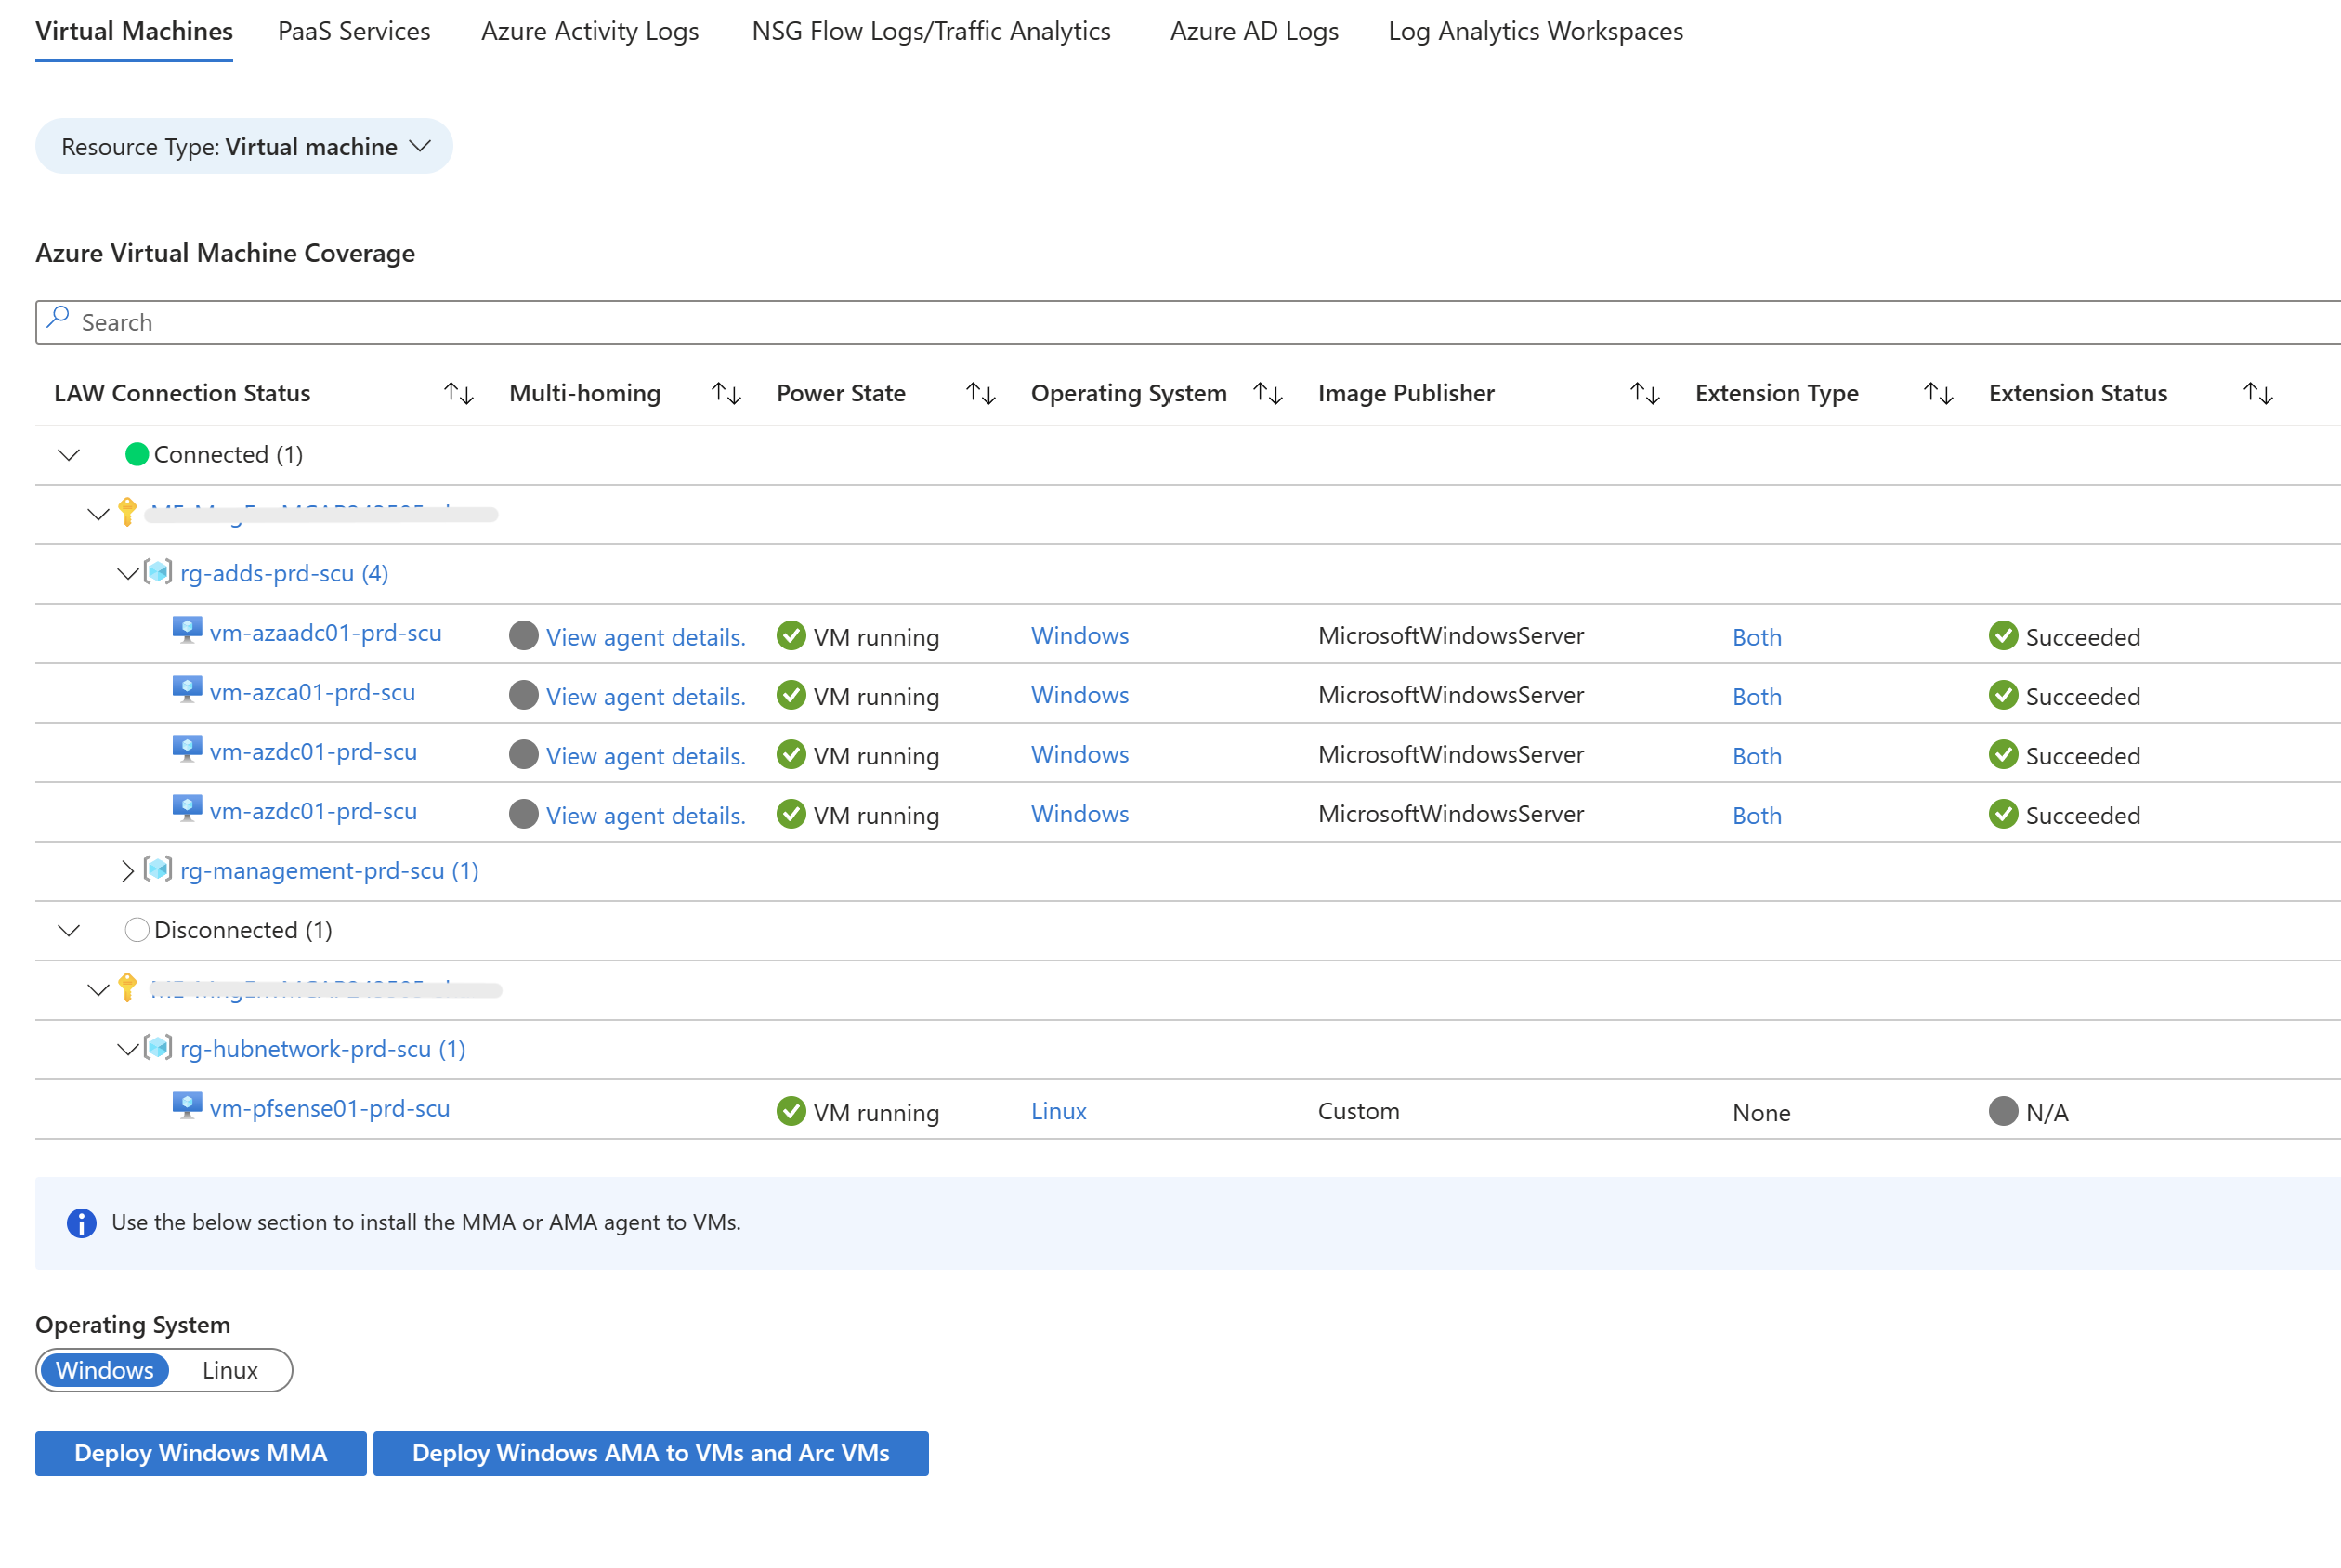 Virtual Machines PaaS Services Azure Activity Logs NSG Flow Logs/Traffic Analytics Azure AD Logs Log Analytics Workspaces
Resource Type: Virtual machine
Azure Virtual Machine Coverage
Search
LAW Connection Status Multi-homing Power State Operating System Image Publisher Extension Type Extension Status
Connected (1)
rg-adds-prd-scu (4)
vm-azaadc01-prd-scu View agent details. VM running Windows MicrosoftWindowsServer Both Succeeded
vm-azca01-prd-scu View agent details. VM running Windows MicrosoftWindowsServer Both Succeeded
vm-azdc01-prd-scu View agent details. VM running Windows MicrosoftWindowsServer Both Succeeded
vm-azdc01-prd-scu View agent details. VM running Windows MicrosoftWindowsServer Both Succeeded
rg-management-prd-scu (1)
Disconnected (1)
rg-hubnetwork-prd-scu (1)
vm-pfsense01-prd-scu VM running Linux Custom None N/A
Use the below section to install the MMA or AMA agent to VMs.
Operating System
Windows Linux
Deploy Windows MMA Deploy Windows AMA to VMs and Arc VMs